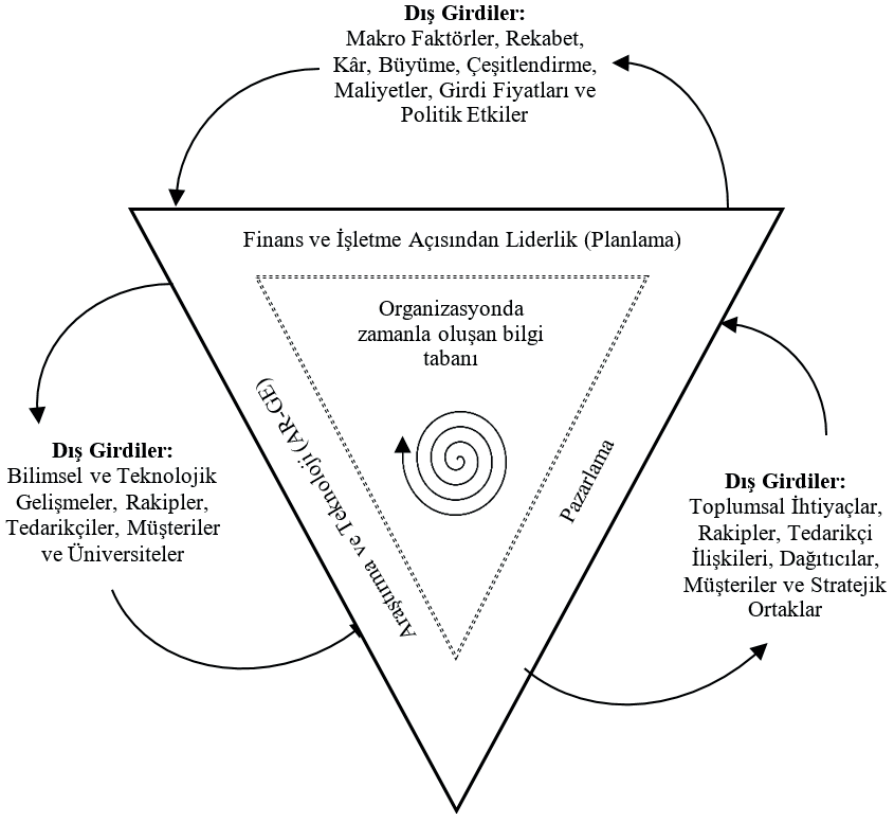 Dış Girdiler:
Makro Faktörler, Rekabet,
Kâr, Büyüme, Çeşitlendirme,
Maliyetler, Girdi Fiyatları ve
Politik Etkiler
Finans ve İşletme Açısından Liderlik (Planlama)
Organizasyonda
zamanla oluşan bilgi
tabanı
Araştırma ve Teknoloji (AR-GE)
Pazarlama
Dış Girdiler:
Bilimsel ve Teknolojik
Gelişmeler, Rakipler,
Tedarikçiler, Müşteriler
ve Üniversiteler
Dış Girdiler:
Toplumsal İhtiyaçlar,
Rakipler, Tedarikçi
İlişkileri, Dağıtıcılar,
Müşteriler ve Stratejik
Ortaklar